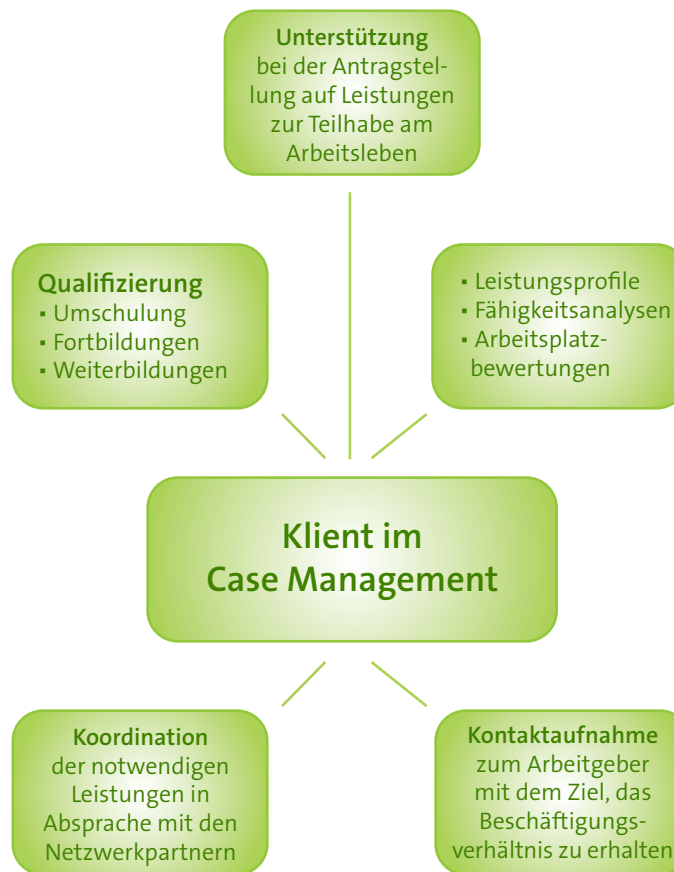 Unterstützung
bei der Antragstel-
lung auf Leistungen
zur Teilhabe am
Arbeitsleben
Qualifizierung
▪ Umschulung
▪ Fortbildungen
▪ Weiterbildungen
▪ Leistungsprofile
▪ Fähigkeitsanalysen
▪ Arbeitsplatz-
bewertungen
Klient im
Case Management
Koordination
der notwendigen
Leistungen in
Absprache mit den
Netzwerkpartnern
Kontaktaufnahme
zum Arbeitgeber
mit dem Ziel, das
Beschäftigungs-
verhältnis zu erhalten